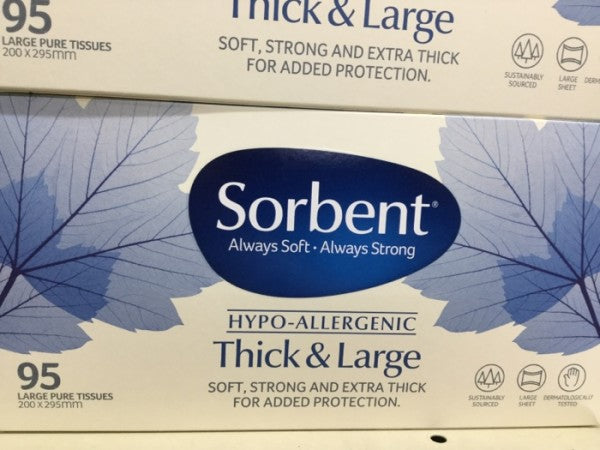 95
LARGE PURE TISSUES
200 X 295mm
Thick & Large
SOFT, STRONG AND EXTRA THICK
FOR ADDED PROTECTION.
SUSTAINABLY
SOURCED
LARGE
SHEET
Sorbent®
Always Soft · Always Strong
HYPO-ALLERGENIC
Thick & Large
SOFT, STRONG AND EXTRA THICK
FOR ADDED PROTECTION.
95
LARGE PURE TISSUES
200 X 295mm
SUSTAINABLY
SOURCED
LARGE
SHEET
DERMATOLOGICALLY
TESTED